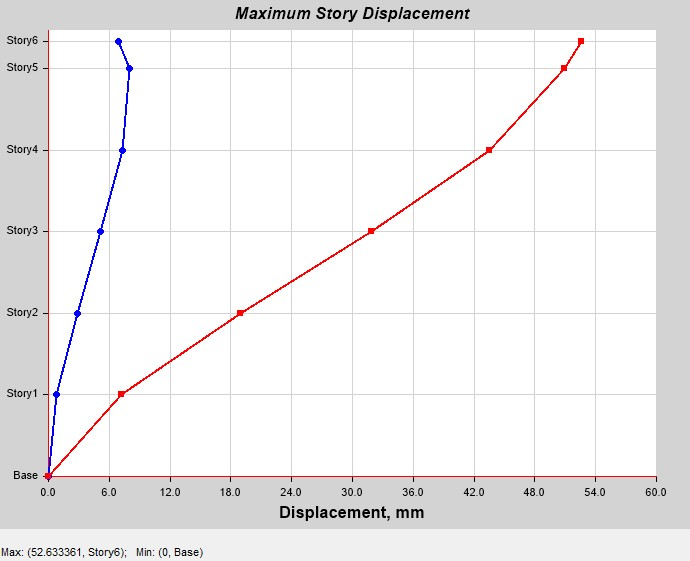 Maximum Story Displacement
Story6
Story5
Story4
Story3
Story2
Story1
Base
0.0 6.0 12.0 18.0 24.0 30.0 36.0 42.0 48.0 54.0 60.0
Displacement, mm
Max: (52.633361, Story6); Min: (0, Base)